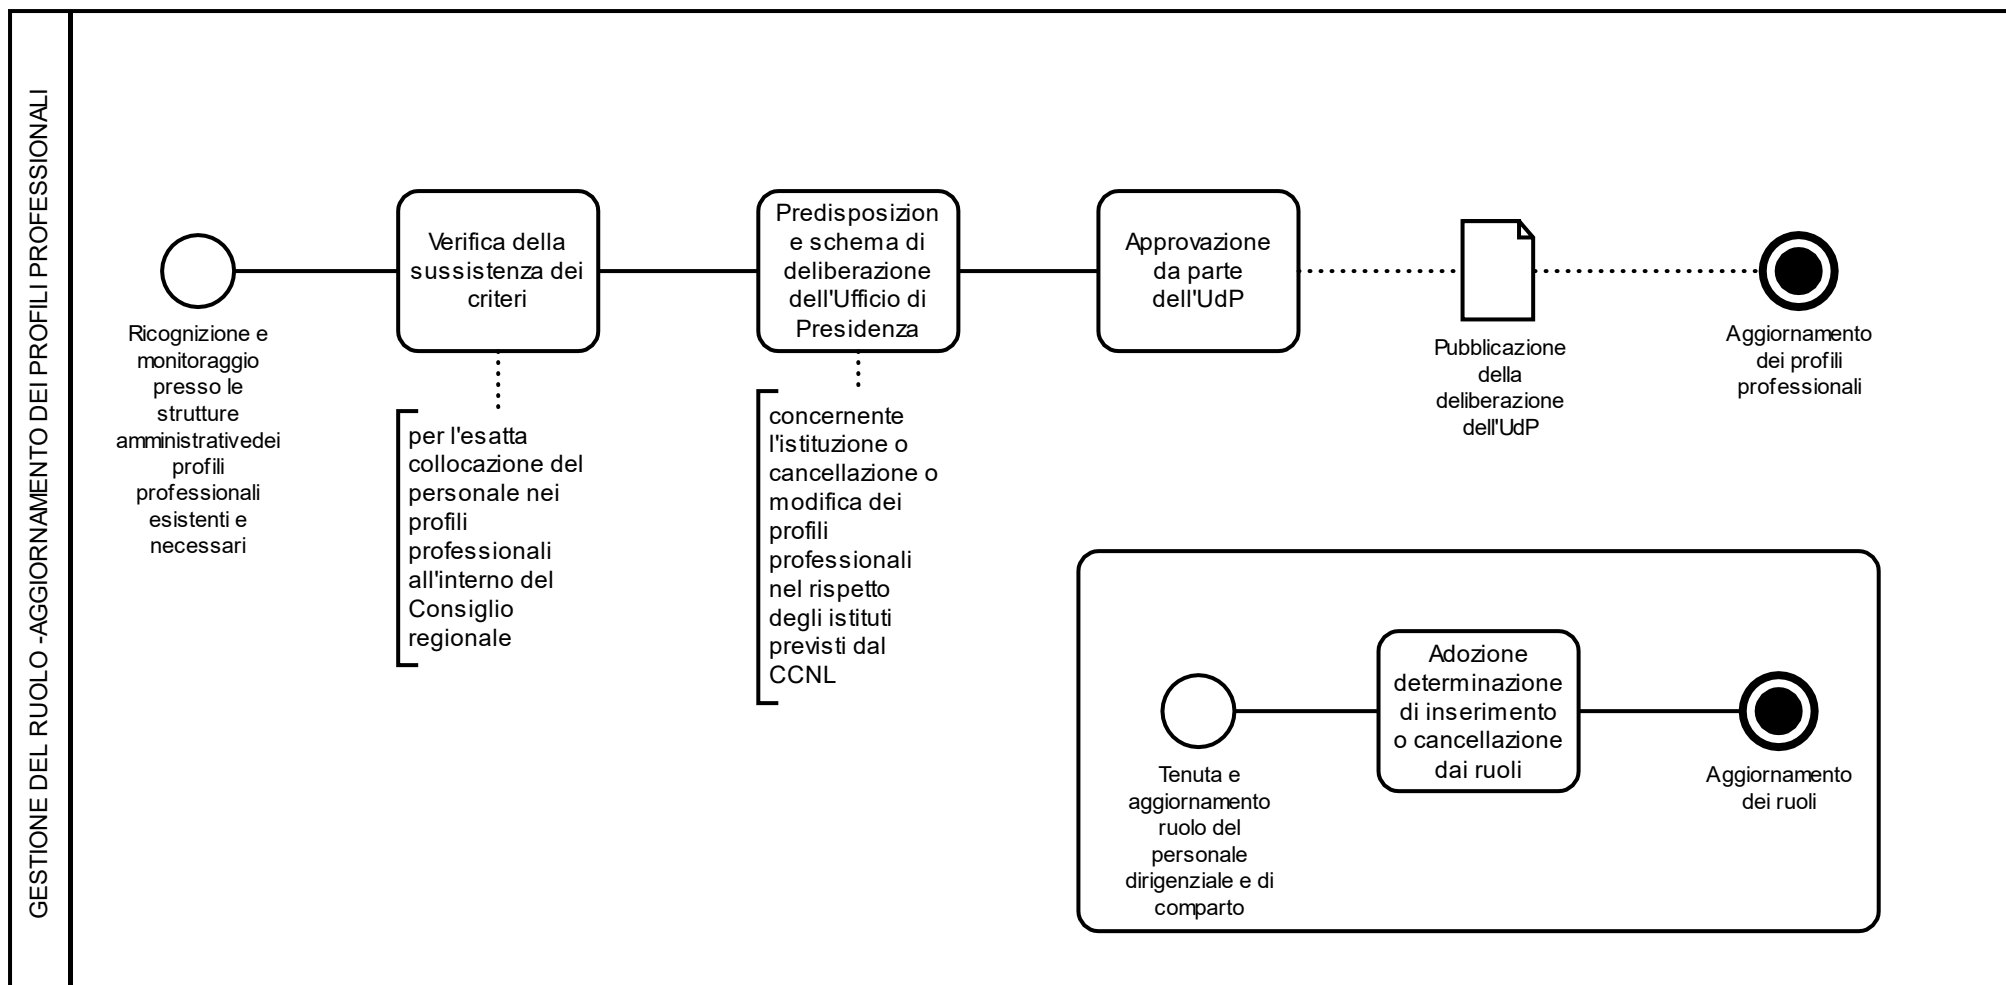 GESTIONE DEL RUOLO -AGGIORNAMENTO DEI PROFILI PROFESSIONALI
Ricognizione e
monitoraggio
presso le
strutture
amministrativedei
profili
professionali
esistenti e
necessari
Verifica della
sussistenza dei
criteri
per l'esatta
collocazione del
personale nei
profili
professionali
all'interno del
Consiglio
regionale
Predisposizion
e schema di
deliberazione
dell'Ufficio di
Presidenza
concernente
l'istituzione o
cancellazione o
modifica dei
profili
professionali
nel rispetto
degli istituti
previsti dal
CCNL
Approvazione
da parte
dell'UdP
Pubblicazione
della
deliberazione
dell'UdP
Aggiornamento
dei profili
professionali
Tenuta e
aggiornamento
ruolo del
personale
dirigenziale e di
comparto
Adozione
determinazione
di inserimento
o cancellazione
dai ruoli
Aggiornamento
dei ruoli